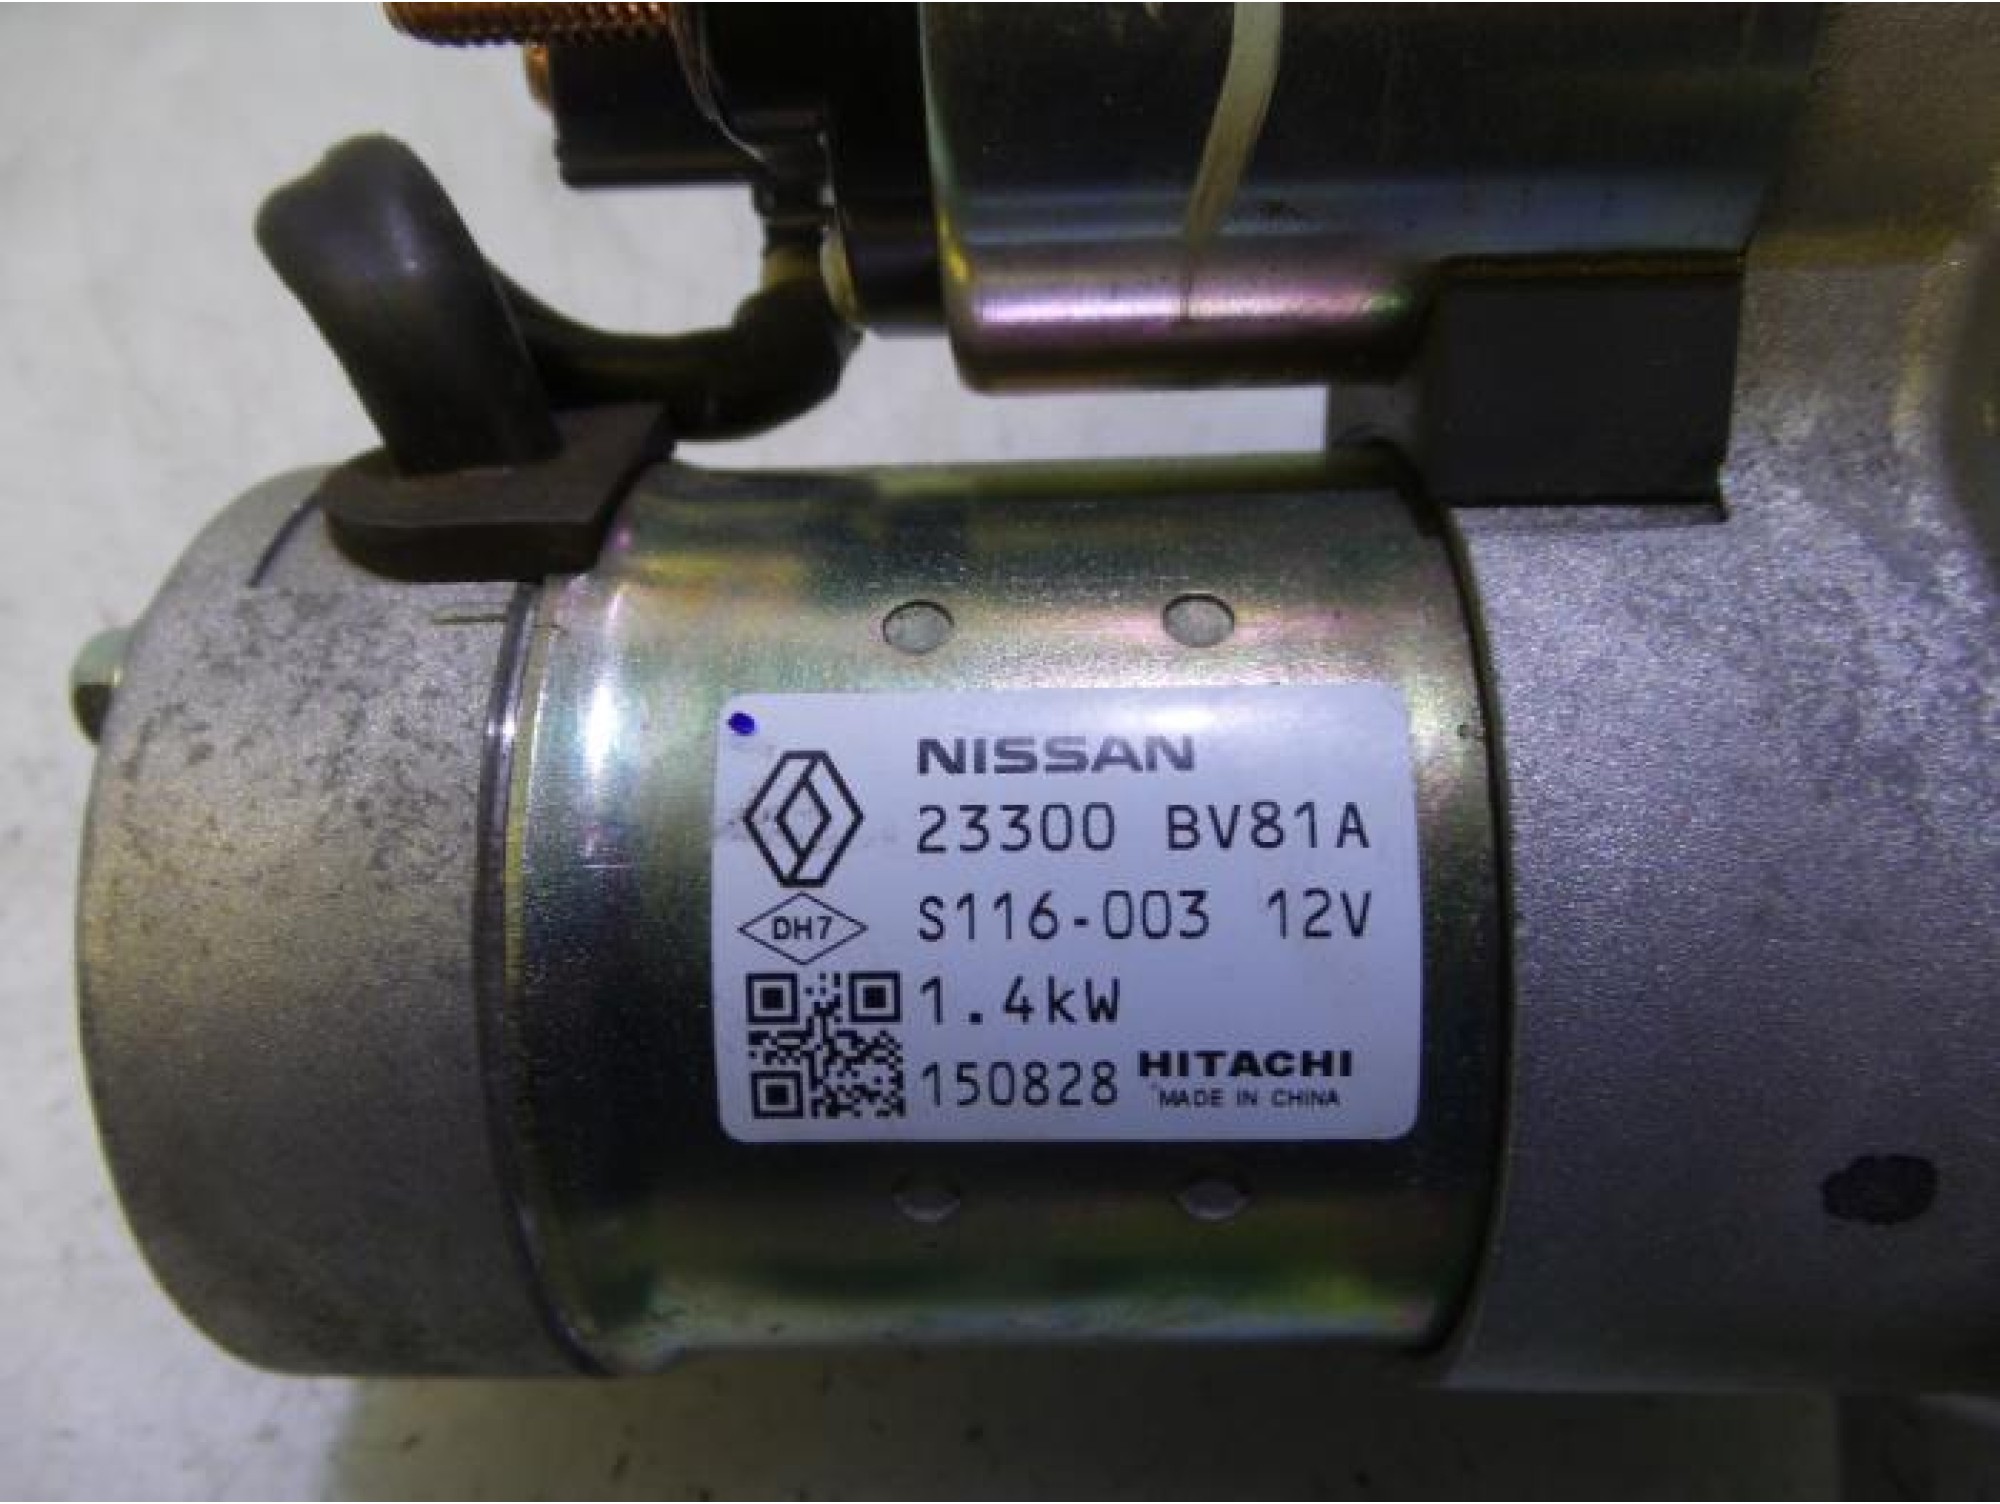 NISSAN
23300 BV81A
DH7
S116-003 12V
1.4kW
150828 HITACHI
MADE IN CHINA